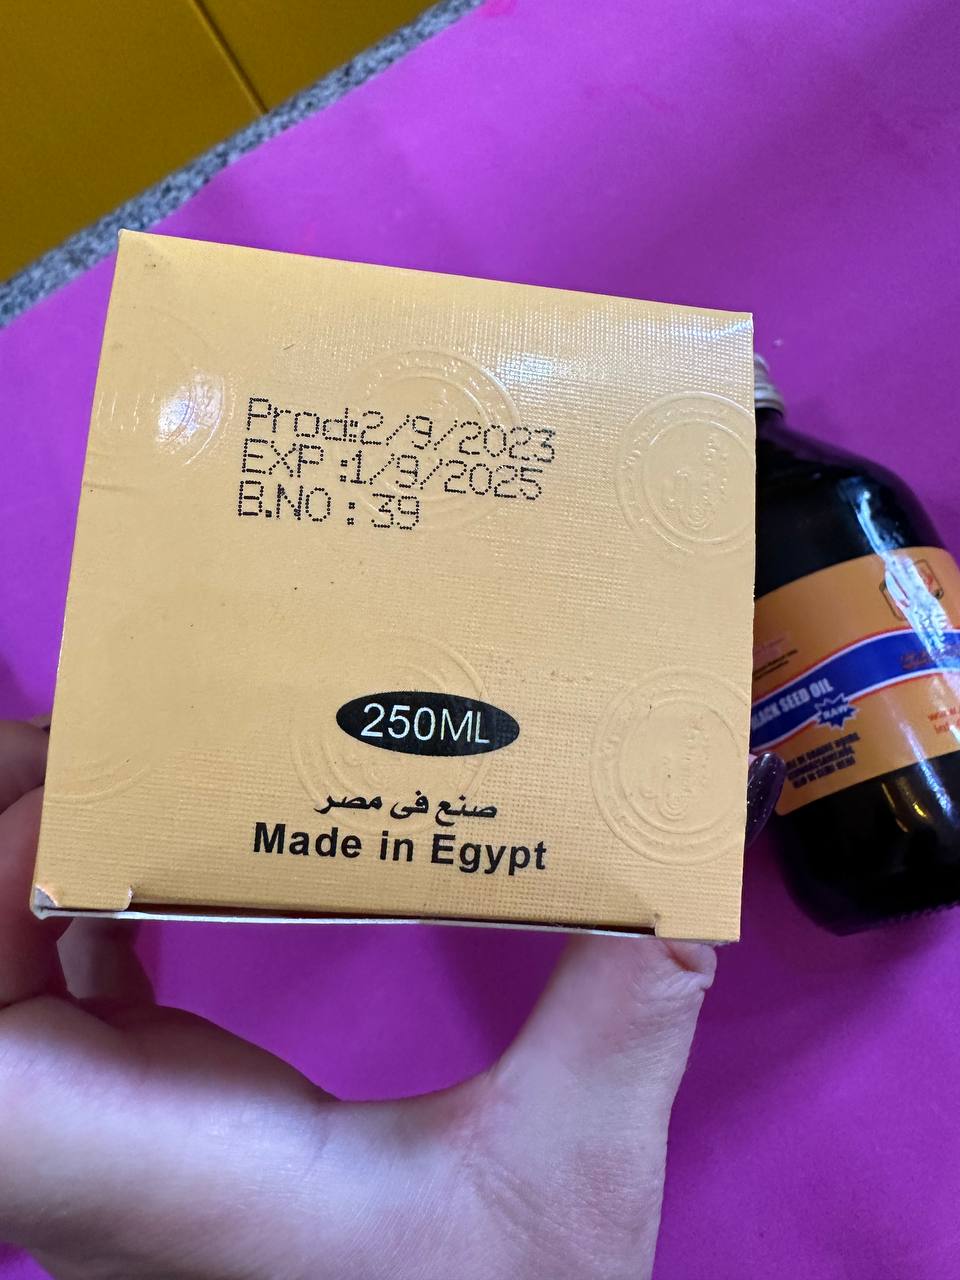 Prod:2/9/2023
EXP :1/9/2025
B.NO : 39
250ML
صنع فى مصر
Made in Egypt
BLACK SEED OIL
RAW